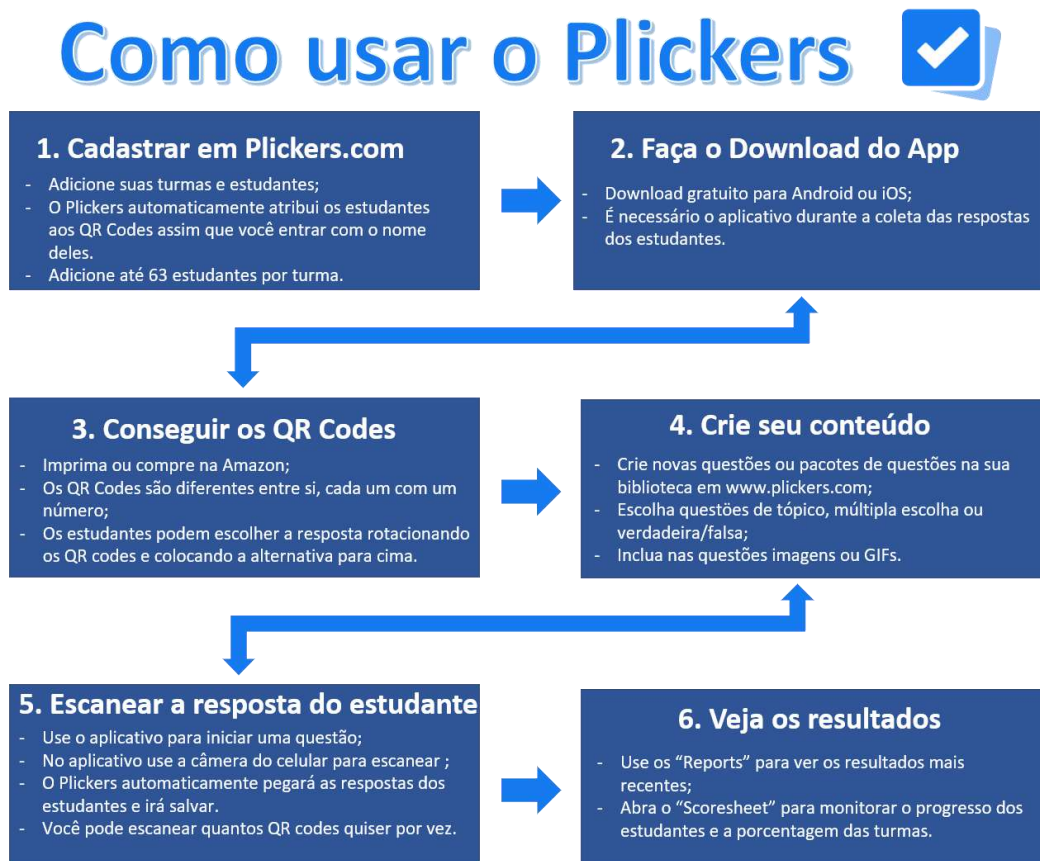 Como usar o Plickers
1. Cadastrar em Plickers.com
- Adicione suas turmas e estudantes;
- O Plickers automaticamente atribui os estudantes
aos QR Codes assim que você entrar com o nome
deles.
- Adicione até 63 estudantes por turma.
2. Faça o Download do App
- Download gratuito para Android ou iOS;
- É necessário o aplicativo durante a coleta das respostas
dos estudantes.
3. Conseguir os QR Codes
- Imprima ou compre na Amazon;
- Os QR Codes são diferentes entre si, cada um com um
número;
- Os estudantes podem escolher a resposta rotacionando
os QR codes e colocando a alternativa para cima.
4. Crie seu conteúdo
- Crie novas questões ou pacotes de questões na sua
biblioteca em www.plickers.com;
- Escolha questões de tópico, múltipla escolha ou
verdadeira/falsa;
- Inclua nas questões imagens ou GIFs.
5. Escanear a resposta do estudante
- Use o aplicativo para iniciar uma questão;
- No aplicativo use a câmera do celular para escanear ;
- O Plickers automaticamente pegará as respostas dos
estudantes e irá salvar.
- Você pode escanear quantos QR codes quiser por vez.
6. Veja os resultados
- Use os “Reports” para ver os resultados mais
recentes;
- Abra o “Scoresheet” para monitorar o progresso dos
estudantes e a porcentagem das turmas.